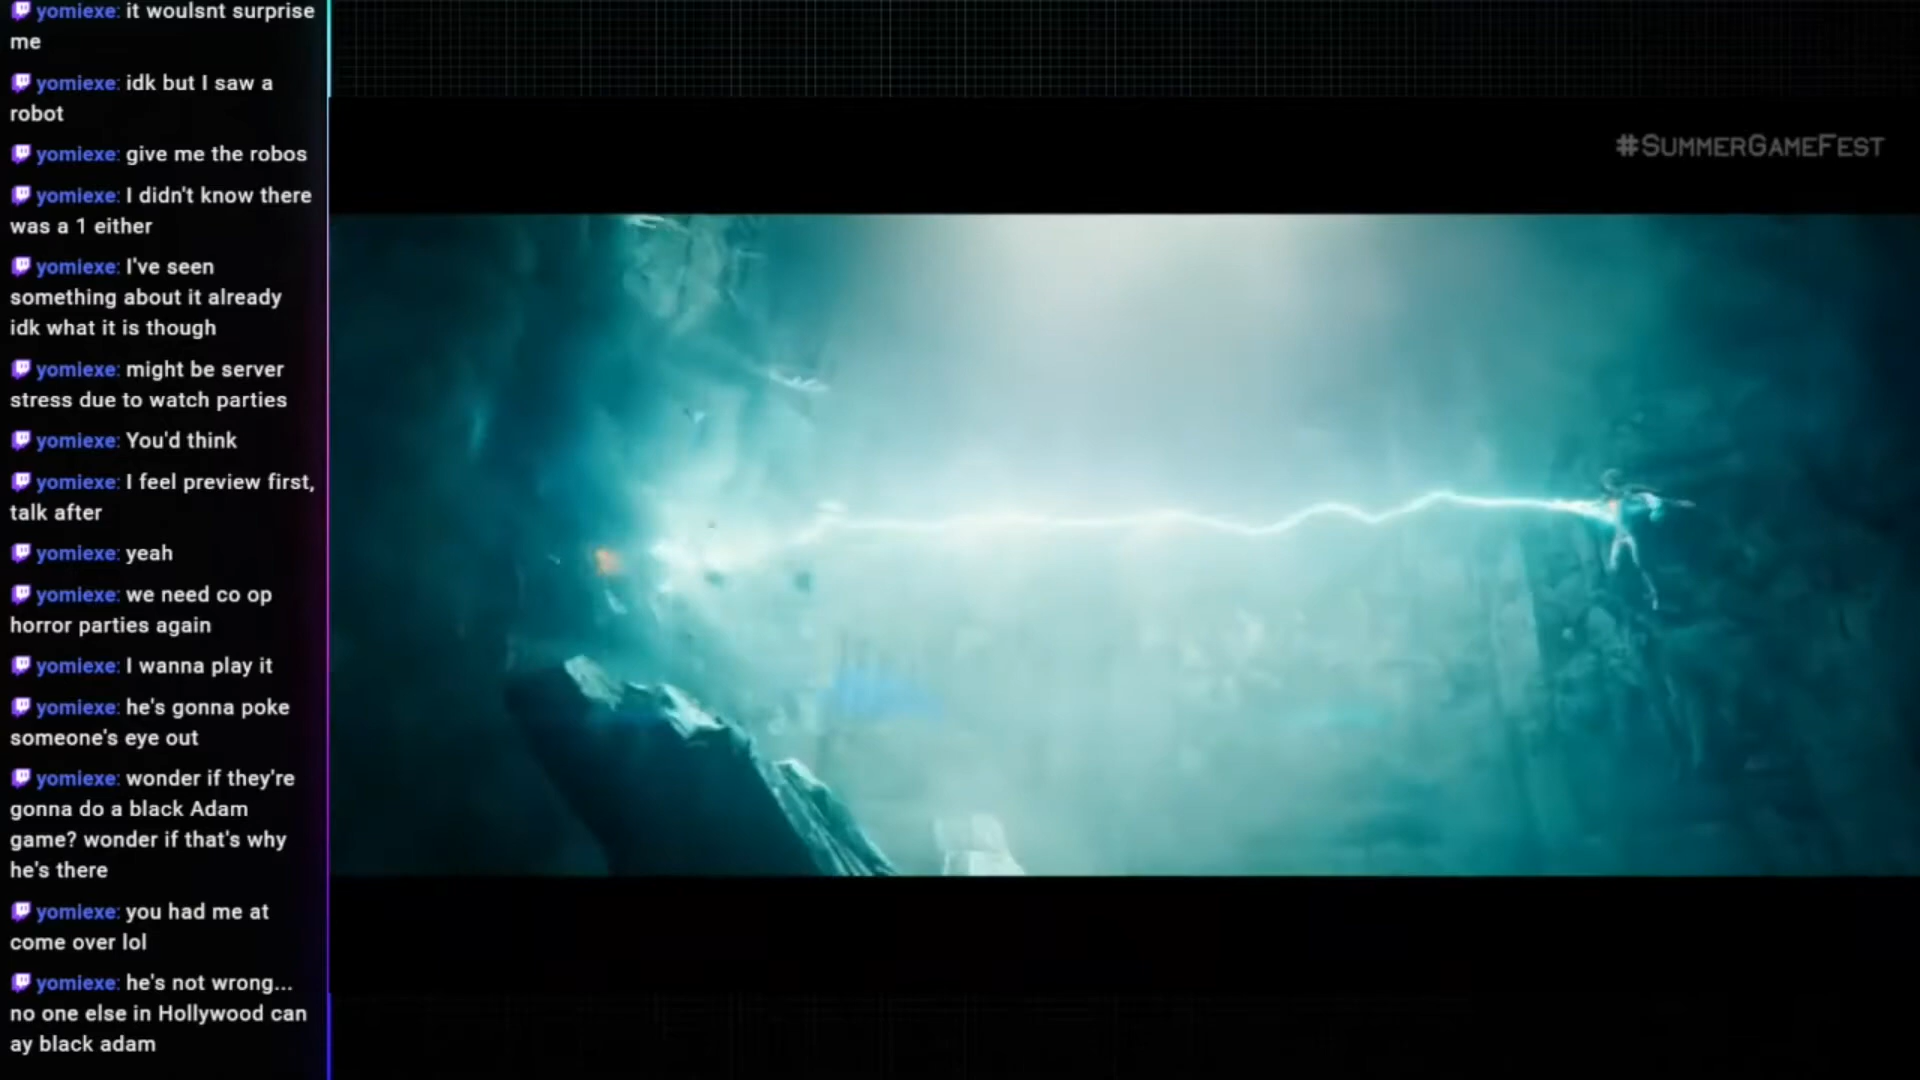 yomiexe: it woulsnt surprise
me
yomiexe: idk but I saw a
robot
yomiexe: give me the robos
yomiexe: I didn't know there
was a 1 either
yomiexe: I've seen
something about it already
idk what it is though
yomiexe: might be server
stress due to watch parties
yomiexe: You'd think
yomiexe: I feel preview first,
talk after
yomiexe: yeah
yomiexe: we need co op
horror parties again
yomiexe: I wanna play it
yomiexe: he's gonna poke
someone's eye out
yomiexe: wonder if they're
gonna do a black Adam
game? wonder if that's why
he's there
yomiexe: you had me at
come over lol
yomiexe: he's not wrong...
no one else in Hollywood can
ay black adam
#SUMMERGAMEFEST